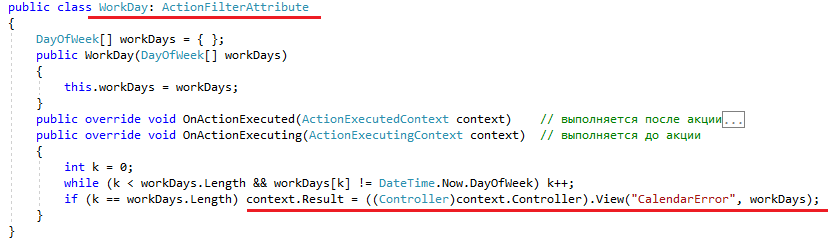 public class WorkDay: ActionFilterAttribute
{
    DayOfWeek[] workDays = { };
    public WorkDay(DayOfWeek[] workDays)
    {
        this.workDays = workDays;
    }
    public override void OnActionExecuted(ActionExecutedContext context)    // выполняется после акции...
    public override void OnActionExecuting(ActionExecutingContext context)  // выполняется до акции
    {
        int k = 0;
        while (k < workDays.Length && workDays[k] != DateTime.Now.DayOfWeek) k++;
        if (k == workDays.Length) context.Result = ((Controller)context.Controller).View("CalendarError", workDays);
    }
}